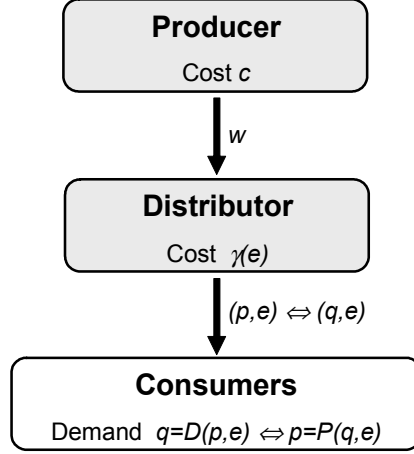 Producer
Cost c
w
Distributor
Cost γ(e)
(p,e) ⇔ (q,e)
Consumers
Demand q=D(p,e) ⇔ p=P(q,e)